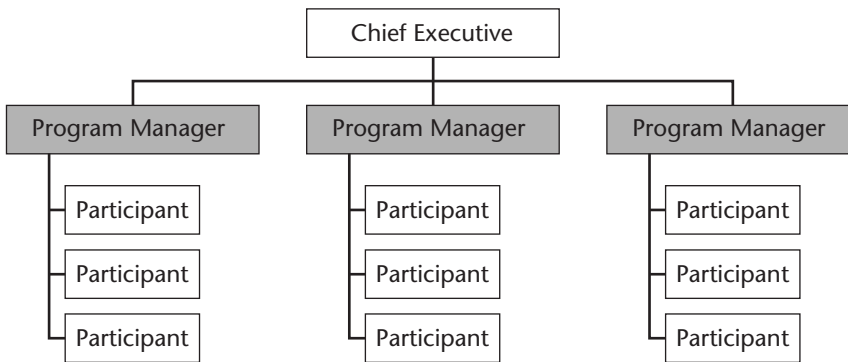 Chief Executive
Program Manager
Program Manager
Program Manager
Participant
Participant
Participant
Participant
Participant
Participant
Participant
Participant
Participant